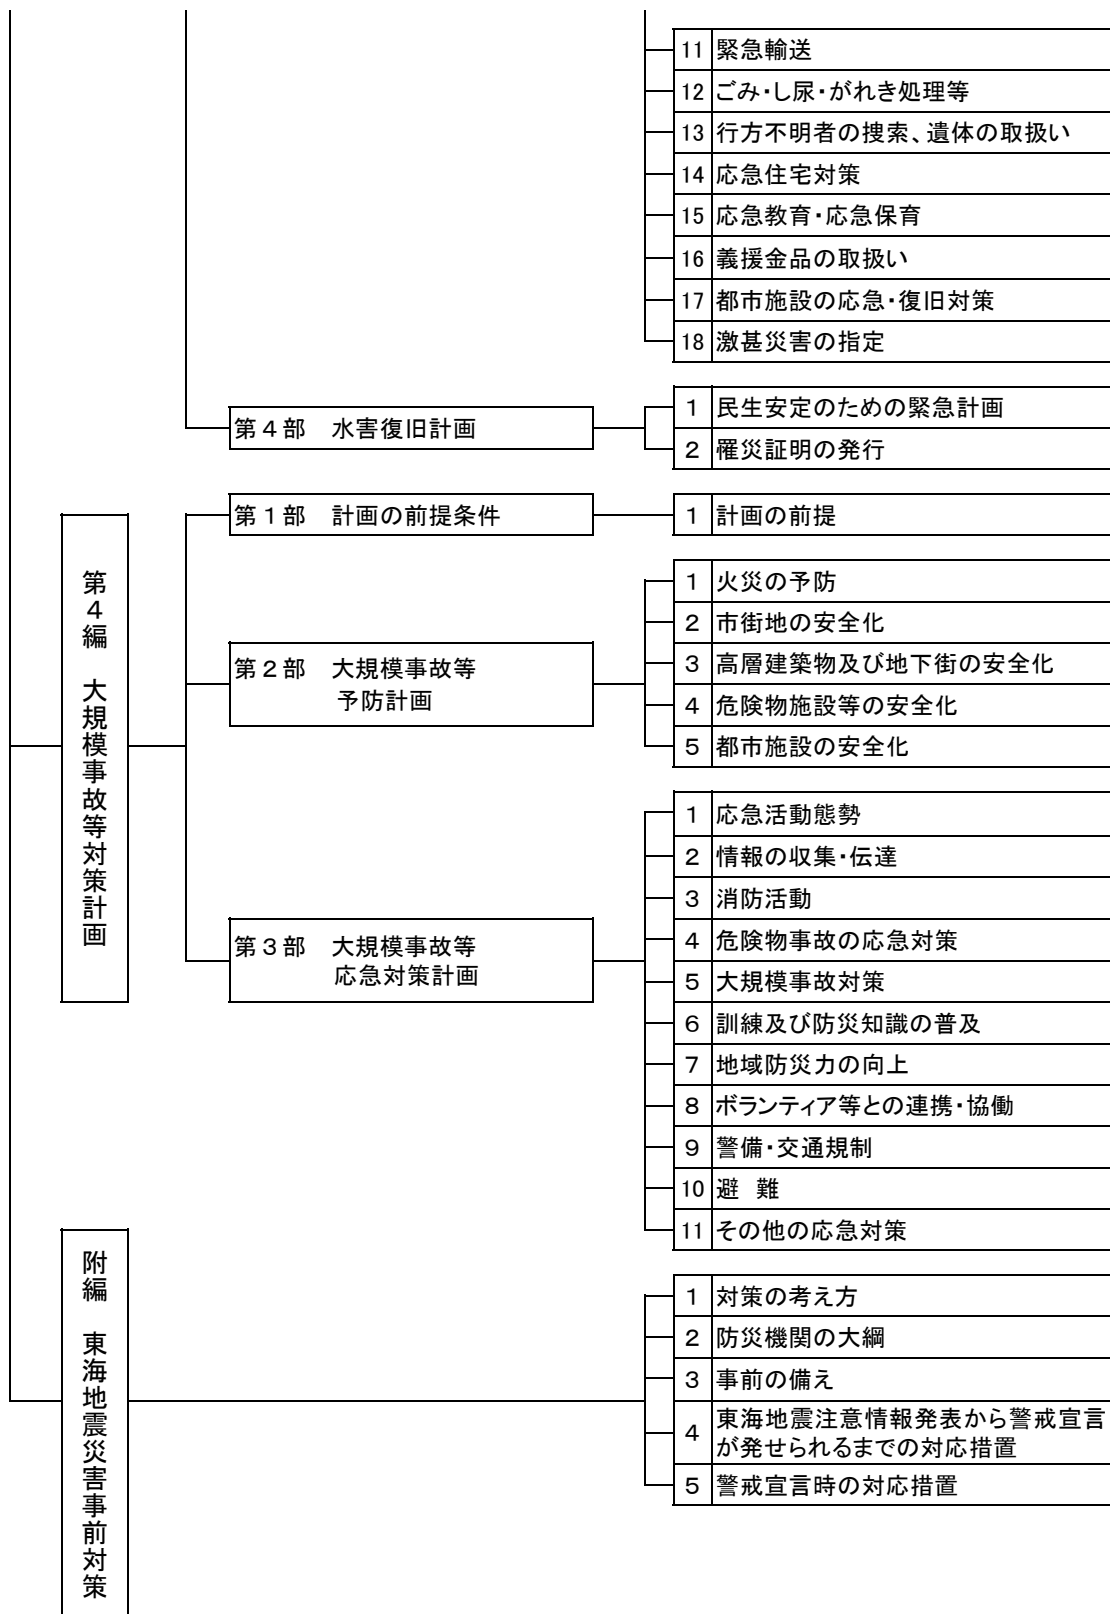 11 緊急輸送
12 ごみ・し尿・がれき処理等
13 行方不明者の捜索、遺体の取扱い
14 応急住宅対策
15 応急教育・応急保育
16 義援金品の取扱い
17 都市施設の応急・復旧対策
18 激甚災害の指定
第４部　水害復旧計画
1 民生安定のための緊急計画
2 罹災証明の発行
第４編　大規模事故等対策計画
第１部　計画の前提条件
1 計画の前提
第２部　大規模事故等
予防計画
1 火災の予防
2 市街地の安全化
3 高層建築物及び地下街の安全化
4 危険物施設等の安全化
5 都市施設の安全化
第３部　大規模事故等
応急対策計画
1 応急活動態勢
2 情報の収集・伝達
3 消防活動
4 危険物事故の応急対策
5 大規模事故対策
6 訓練及び防災知識の普及
7 地域防災力の向上
8 ボランティア等との連携・協働
9 警備・交通規制
10 避　難
11 その他の応急対策
附編　東海地震災害事前対策
1 対策の考え方
2 防災機関の大綱
3 事前の備え
4 東海地震注意情報発表から警戒宣言
が発せられるまでの対応措置
5 警戒宣言時の対応措置